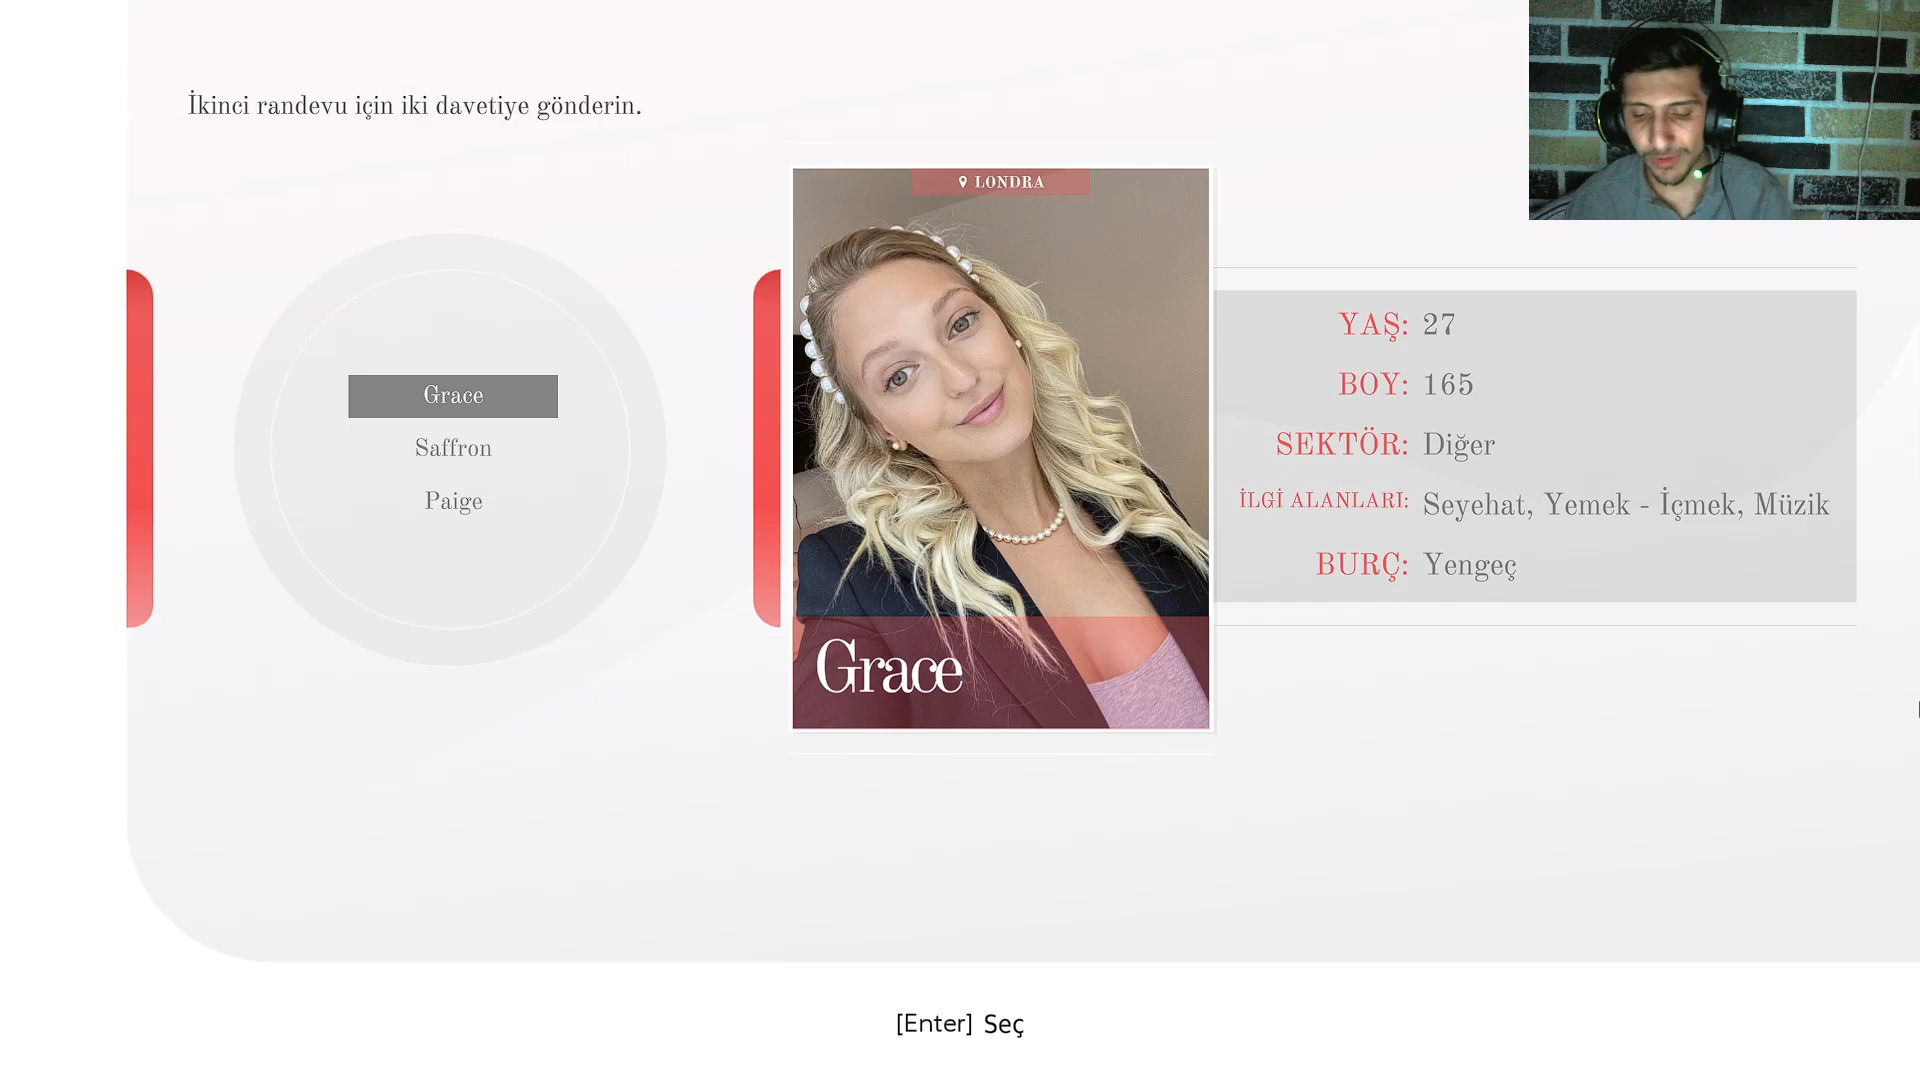 İkinci randevu için iki davetiye gönderin.
LONDRA
Grace
Saffron
Paige
Grace
YAŞ: 27
BOY: 165
SEKTÖR: Diğer
İLGİ ALANLARI: Seyehat, Yemek - İçmek, Müzik
BURÇ: Yengeç
[Enter] Seç